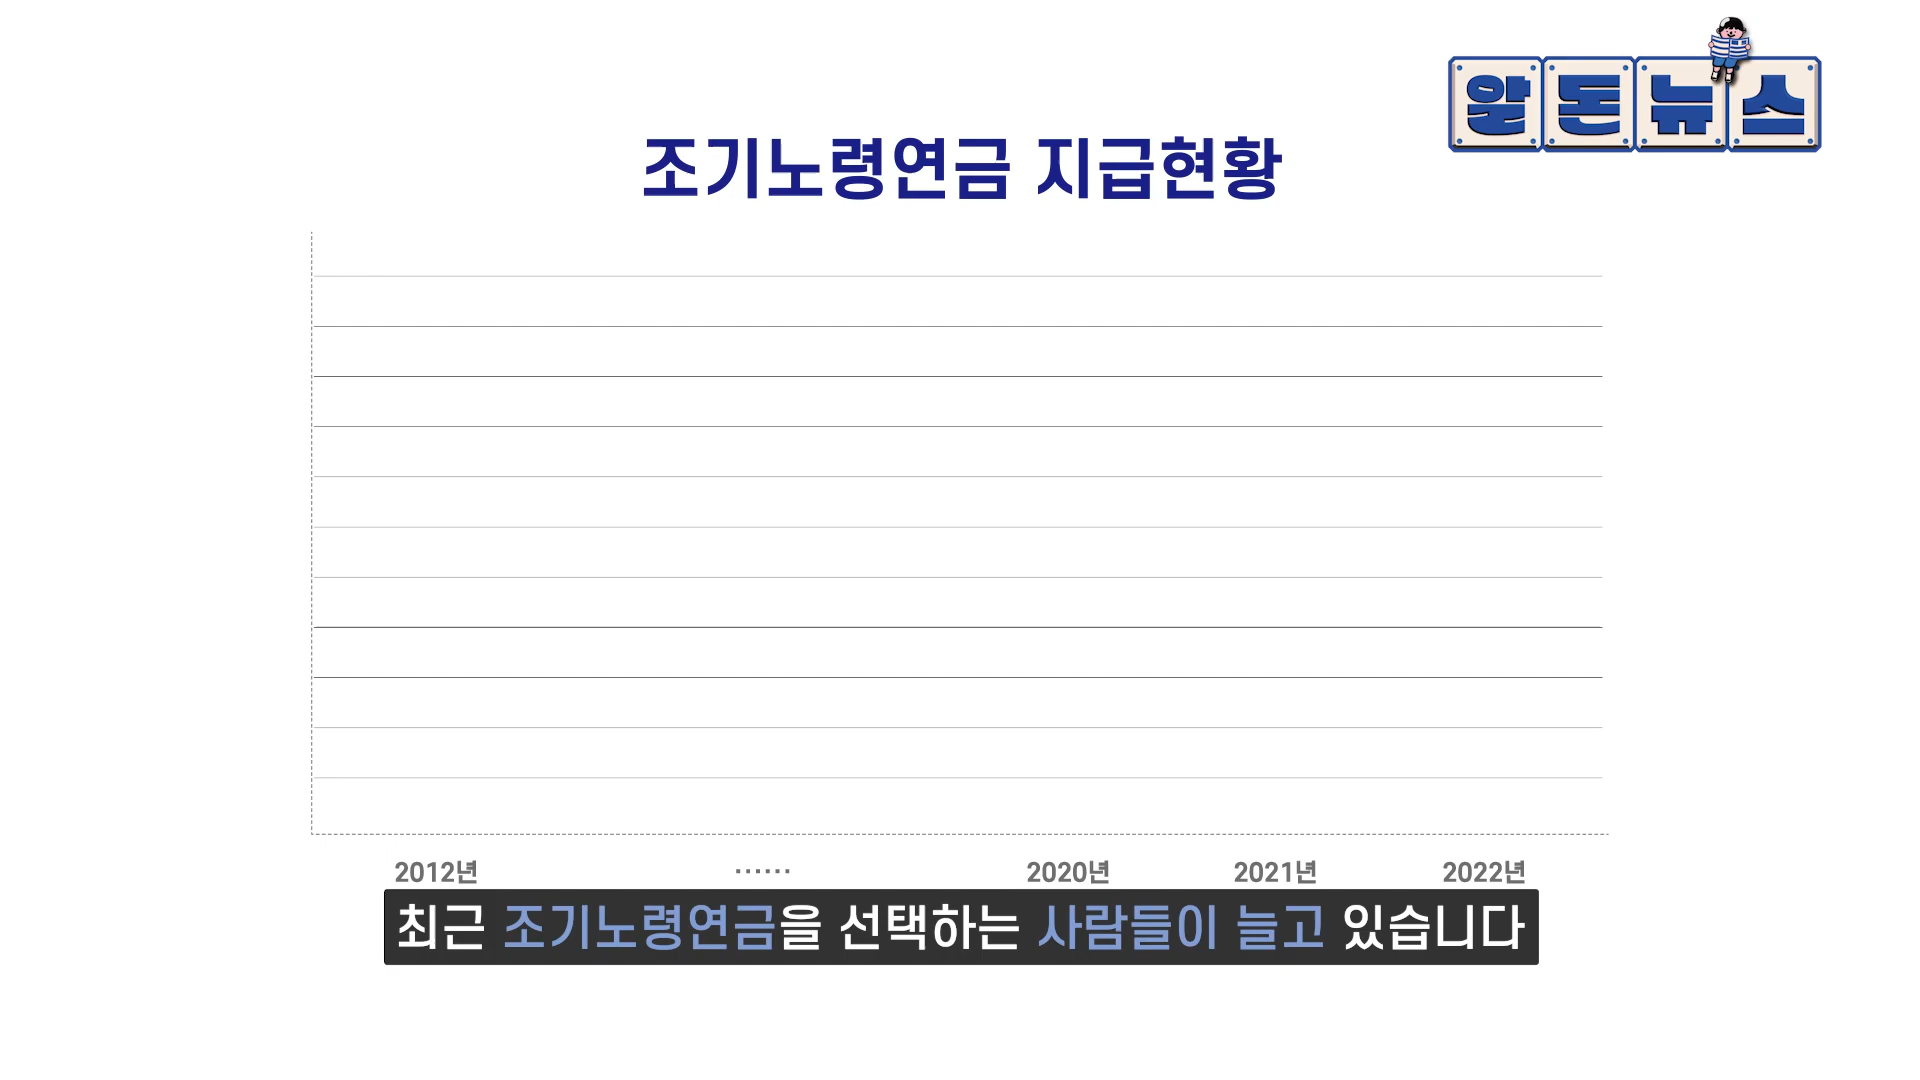 알돈뉴스
조기노령연금 지급현황
2012년 ...... 2020년 2021년 2022년
최근 조기노령연금을 선택하는 사람들이 늘고 있습니다